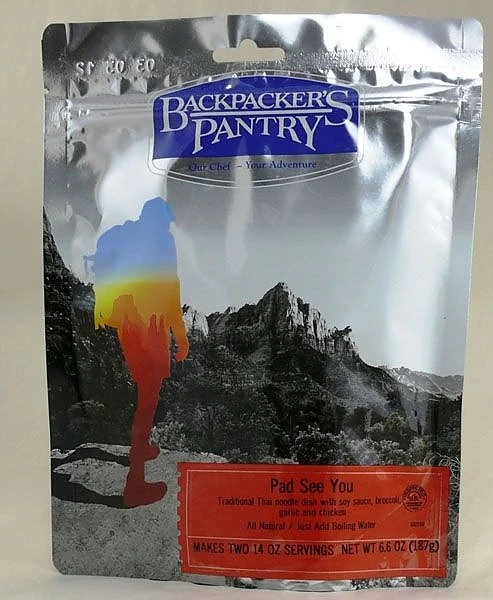 BACKPACKER'S
PANTRY
Our Chef ~ Your Adventure
Pad See You
Traditional Thai noodle dish with soy sauce, broccoli,
garlic and chicken
All Natural / Just Add Boiling Water
MAKES TWO 14 OZ SERVINGS NET WT 6.6 OZ (187g)